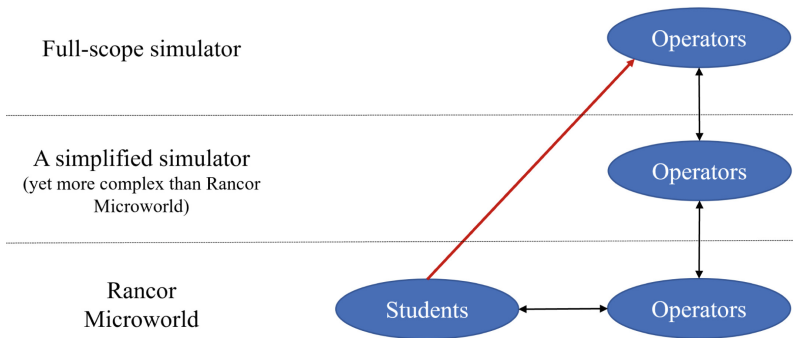 Full-scope simulator
Operators
A simplified simulator
(yet more complex than Rancor
Microworld)
Operators
Rancor
Microworld
Students
Operators